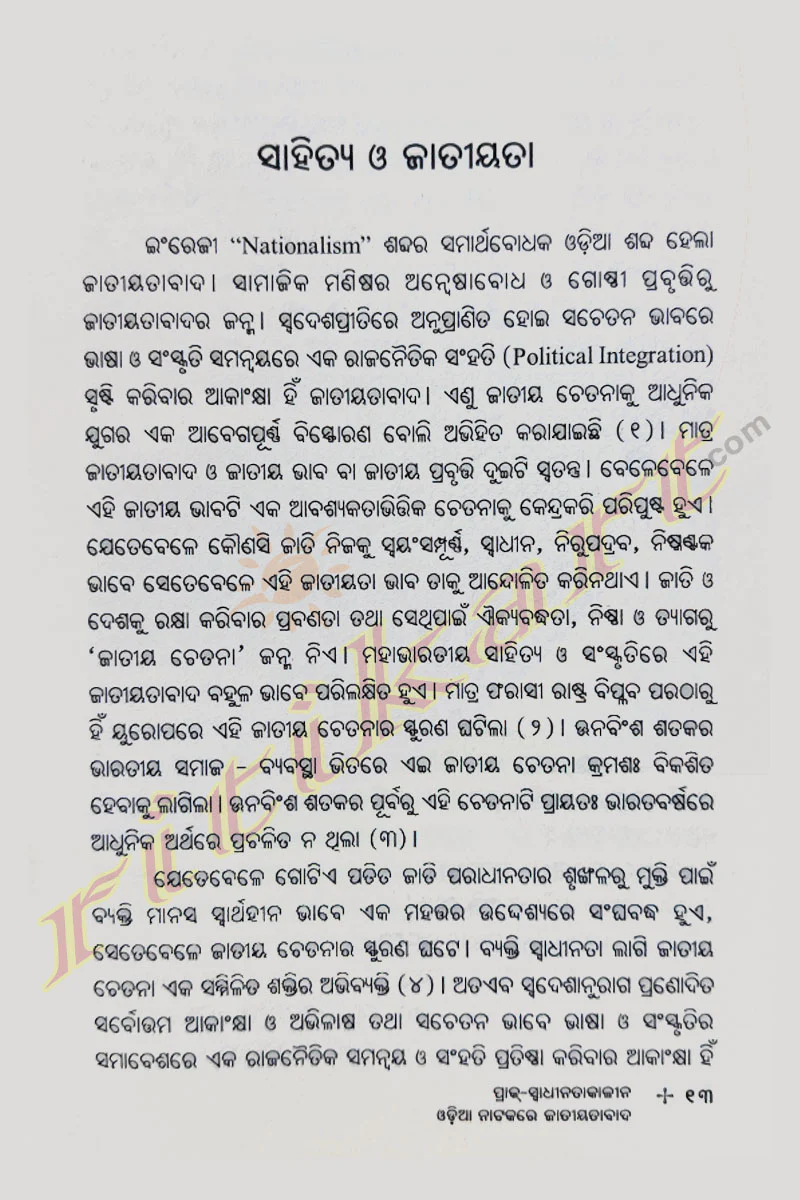 ସାହିତ୍ୟ ଓ ଜାତୀୟତା
ଇଂରେଜୀ “Nationalism” ଶବ୍ଦର ସମାର୍ଥବୋଧକ ଓଡ଼ିଆ ଶବ୍ଦ ହେଲା
ଜାତୀୟତାବାଦ। ସାମାଜିକ ମଣିଷର ଅନ୍ୱେଷାବୋଧ ଓ ଗୋଷ୍ଠୀ ପ୍ରବୃତ୍ତିରୁ
ଜାତୀୟତାବାଦର ଜନ୍ମ। ସ୍ୱଦେଶପ୍ରୀତିରେ ଅନୁପ୍ରାଣିତ ହୋଇ ସଚେତନ ଭାବରେ
ଭାଷା ଓ ସଂସ୍କୃତି ସମନ୍ୱୟରେ ଏକ ରାଜନୈତିକ ସଂହତି (Political Integration)
ସୃଷ୍ଟି କରିବାର ଆକାଂକ୍ଷା ହିଁ ଜାତୀୟତାବାଦ। ଏଣୁ ଜାତୀୟ ଚେତନାକୁ ଆଧୁନିକ
ଯୁଗର ଏକ ଆବେଗପୂର୍ଣ୍ଣ ବିସ୍ଫୋରଣ ବୋଲି ଅଭିହିତ କରାଯାଇଛି (୧)। ମାତ୍ର
ଜାତୀୟତାବାଦ ଓ ଜାତୀୟ ଭାବ ବା ଜାତୀୟ ପ୍ରବୃତ୍ତି ଦୁଇଟି ସ୍ୱତନ୍ତ୍ର। ବେଳେବେଳେ
ଏହି ଜାତୀୟ ଭାବଟି ଏକ ଆବଶ୍ୟକତାଭିତ୍ତିକ ଚେତନାକୁ କେନ୍ଦ୍ରକରି ପରିପୁଷ୍ଟ ହୁଏ।
ଯେତେବେଳେ କୌଣସି ଜାତି ନିଜକୁ ସ୍ୱୟଂସମ୍ପୂର୍ଣ୍ଣ, ସ୍ୱାଧୀନ, ନିରୁପଦ୍ରବ, ନିଷ୍କଣ୍ଟକ
ଭାବେ ସେତେବେଳେ ଏହି ଜାତୀୟତା ଭାବ ତାକୁ ଆନ୍ଦୋଳିତ କରିନଥାଏ। ଜାତି ଓ
ଦେଶକୁ ରକ୍ଷା କରିବାର ପ୍ରବଣତା ତଥା ସେଥିପାଇଁ ଐକ୍ୟବଦ୍ଧତା, ନିଷ୍ଠା ଓ ତ୍ୟାଗରୁ
‘ଜାତୀୟ ଚେତନା’ ଜନ୍ମ ନିଏ। ମହାଭାରତୀୟ ସାହିତ୍ୟ ଓ ସଂସ୍କୃତିରେ ଏହି
ଜାତୀୟତାବାଦ ବହୁଳ ଭାବେ ପରିଲକ୍ଷିତ ହୁଏ। ମାତ୍ର ଫରାସୀ ରାଷ୍ଟ୍ର ବିପ୍ଳବ ପରଠାରୁ
ହିଁ ୟୁରୋପରେ ଏହି ଜାତୀୟ ଚେତନାର ସ୍ଫୁରଣ ଘଟିଲା (୨)। ଊନବିଂଶ ଶତକର
ଭାରତୀୟ ସମାଜ - ବ୍ୟବସ୍ଥା ଭିତରେ ଏଇ ଜାତୀୟ ଚେତନା କ୍ରମଶଃ ବିକଶିତ
ହେବାକୁ ଲାଗିଲା। ଊନବିଂଶ ଶତକର ପୂର୍ବରୁ ଏହି ଚେତନାଟି ପ୍ରାୟତଃ ଭାରତବର୍ଷରେ
ଆଧୁନିକ ଅର୍ଥରେ ପ୍ରଚଳିତ ନ ଥିଲା (୩)।
ଯେତେବେଳେ ଗୋଟିଏ ପତିତ ଜାତି ପରାଧୀନତାର ଶୃଙ୍ଖଳରୁ ମୁକ୍ତି ପାଇଁ
ବ୍ୟକ୍ତି ମାନସ ସ୍ୱାର୍ଥହୀନ ଭାବେ ଏକ ମହତ୍ତର ଉଦ୍ଦେଶ୍ୟରେ ସଂଘବଦ୍ଧ ହୁଏ,
ସେତେବେଳେ ଜାତୀୟ ଚେତନାର ସ୍ଫୁରଣ ଘଟେ। ବ୍ୟକ୍ତି ସ୍ୱାଧୀନତା ଲାଗି ଜାତୀୟ
ଚେତନା ଏକ ସମ୍ମିଳିତ ଶକ୍ତିର ଅଭିବ୍ୟକ୍ତି (୪)। ଅତଏବ ସ୍ୱଦେଶାନୁରାଗ ପ୍ରଣୋଦିତ
ସର୍ବୋତ୍ତମ ଆକାଂକ୍ଷା ଓ ଅଭିଳାଷ ତଥା ସଚେତନ ଭାବେ ଭାଷା ଓ ସଂସ୍କୃତିର
ସମାବେଶରେ ଏକ ରାଜନୈତିକ ସମନ୍ୱୟ ଓ ସଂହତି ପ୍ରତିଷ୍ଠା କରିବାର ଆକାଂକ୍ଷା ହିଁ
ପ୍ରାକ୍-ସ୍ୱାଧୀନତାକାଳୀନ
ଓଡ଼ିଆ ନାଟକରେ ଜାତୀୟତାବାଦ
୧୩
ritikart.com